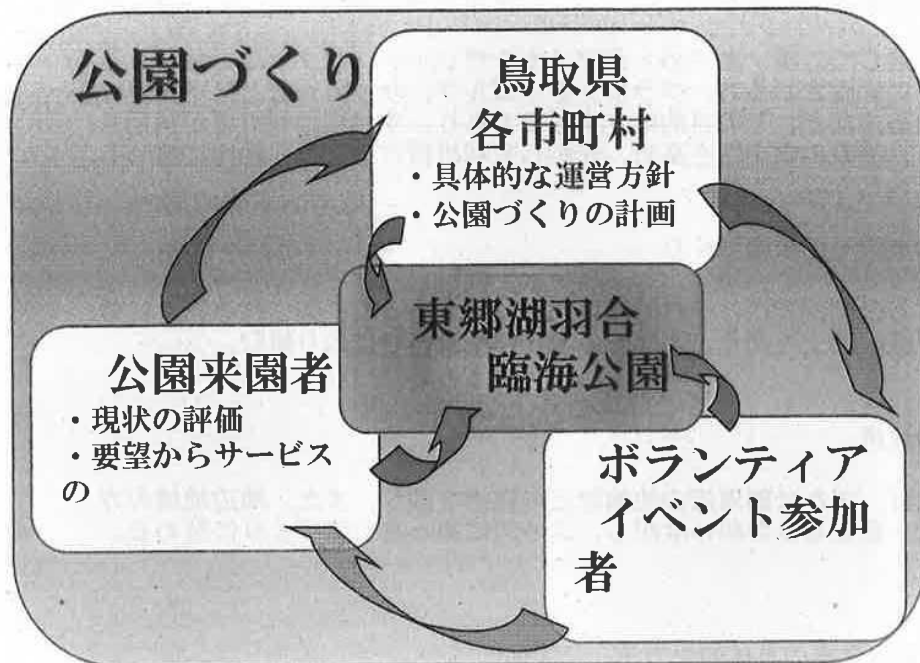 公園づくり
鳥取県
各市町村
・具体的な運営方針
・公園づくりの計画
東郷湖羽合
臨海公園
公園来園者
・現状の評価
・要望からサービス
の
ボランティア
イベント参加
者